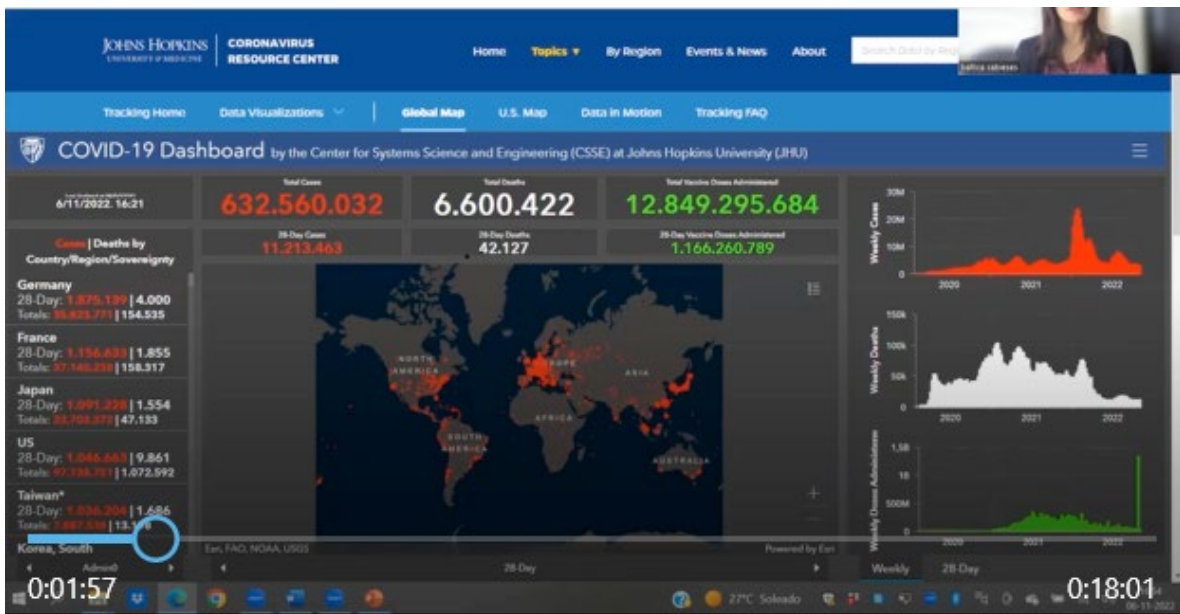 JOHNS HOPKINS
UNIVERSITY & MEDICINE
CORONAVIRUS
RESOURCE CENTER
Home Topics ▼ By Region Events & News About
Tracking Home Data Visualizations Global Map U.S. Map Data in Motion Tracking FAQ
COVID-19 Dashboard by the Center for Systems Science and Engineering (CSSE) at Johns Hopkins University (JHU)
6/11/2022. 16:21
Total Cases
632.560.032
Total Deaths
6.600.422
Total Vaccine Doses Administered
12.849.295.684
28-Day Cases
11.213.463
28-Day Deaths
42.127
28-Day Vaccine Doses Administered
1.166.260.789
Cases | Deaths by
Country/Region/Sovereignty
Germany
28-Day: 1.875.139 | 4.000
Totals: | 154.535
France
28-Day: | 1.855
Totals: | 158.317
Japan
28-Day: 1.091.228 | 1.554
Totals: | 47.133
US
28-Day: 1.046.663 | 9.861
Totals: | 1.072.592
Taiwan*
28-Day: 1.036.204 | 1.686
Totals:
Korea, South
Admin0
NORTH
AMERICA
SOUTH
AMERICA
EUROPE
AFRICA
ASIA
AUSTRALIA
Esri, FAO, NOAA, USGS
Powered by Esri
28-Day
Weekly Cases
30M
20M
10M
0
2020 2021 2022
Weekly Deaths
150k
100k
50k
0
2020 2021 2022
Weekly Doses Administered
1,5B
1B
500M
0
2020 2021 2022
Weekly 28-Day
0:01:57
0:18:01
27°C Soleado
06-11-2022